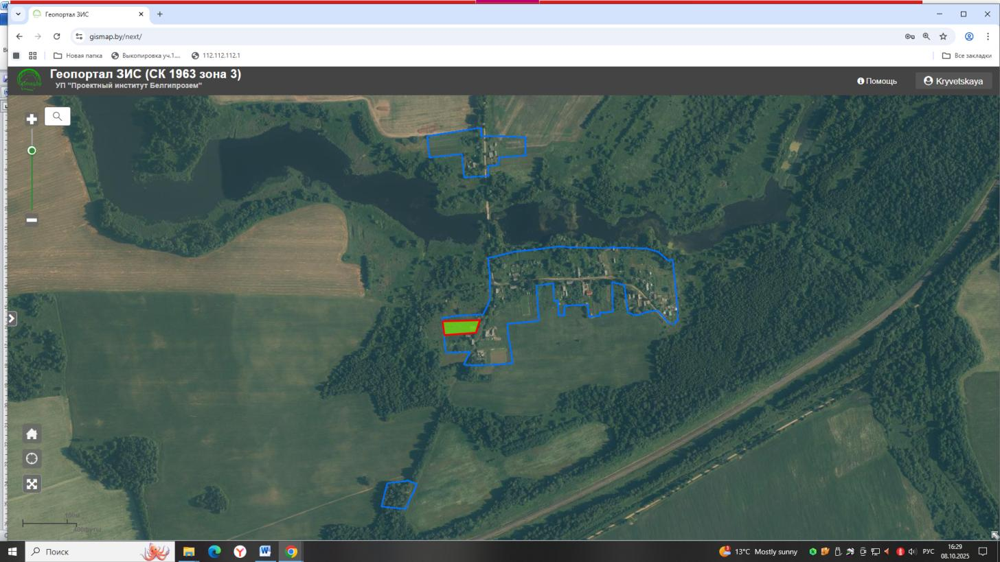 Геопортал ЗИС
gismap.by/next/
Новая папка
Выкопировка уч.1....
112.112.112.1
Все закладки
Геопортал ЗИС (СК 1963 зона 3)
УП "Проектный институт Белгипрозем"
Помощь
Kryvetskaya
100м
400футы
Поиск
13°C Mostly sunny
РУС
16:29
08.10.2025